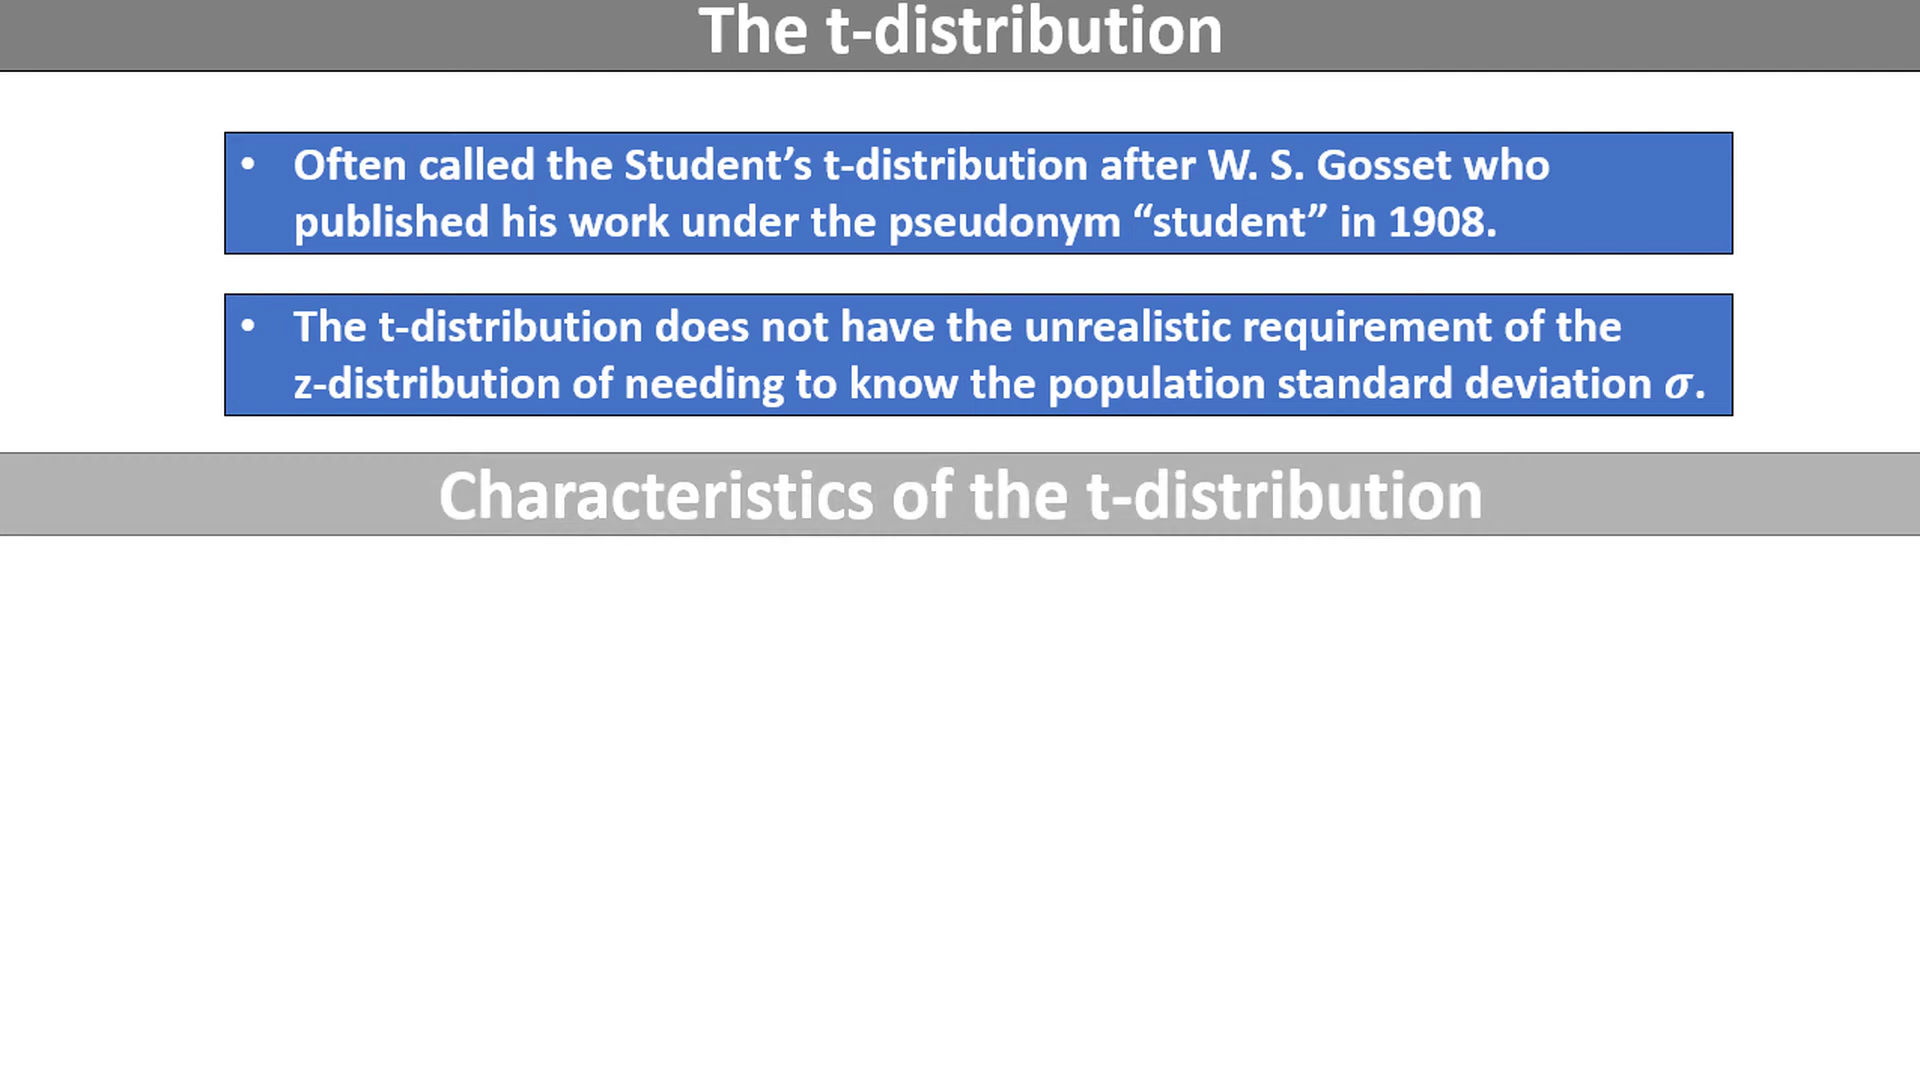 The t-distribution
• Often called the Student’s t-distribution after W. S. Gosset who
published his work under the pseudonym “student” in 1908.
• The t-distribution does not have the unrealistic requirement of the
z-distribution of needing to know the population standard deviation σ.
Characteristics of the t-distribution